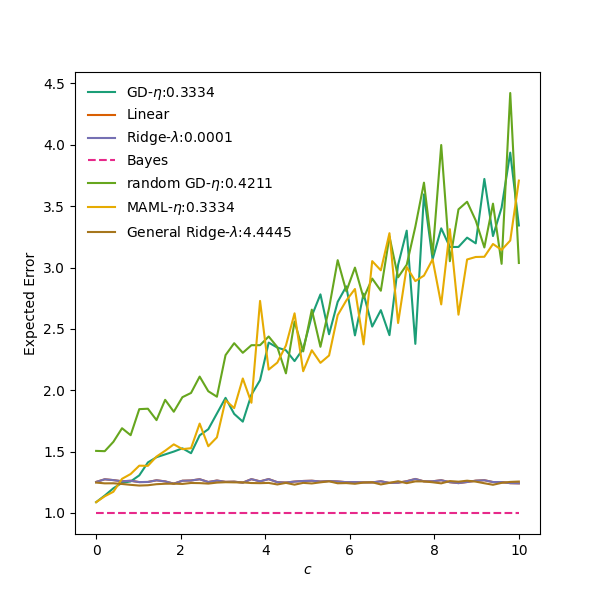 GD-η:0.3334
Linear
Ridge-λ:0.0001
Bayes
random GD-η:0.4211
MAML-η:0.3334
General Ridge-λ:4.4445
Expected Error
4.5
4.0
3.5
3.0
2.5
2.0
1.5
1.0
0 2 4 6 8 10
c